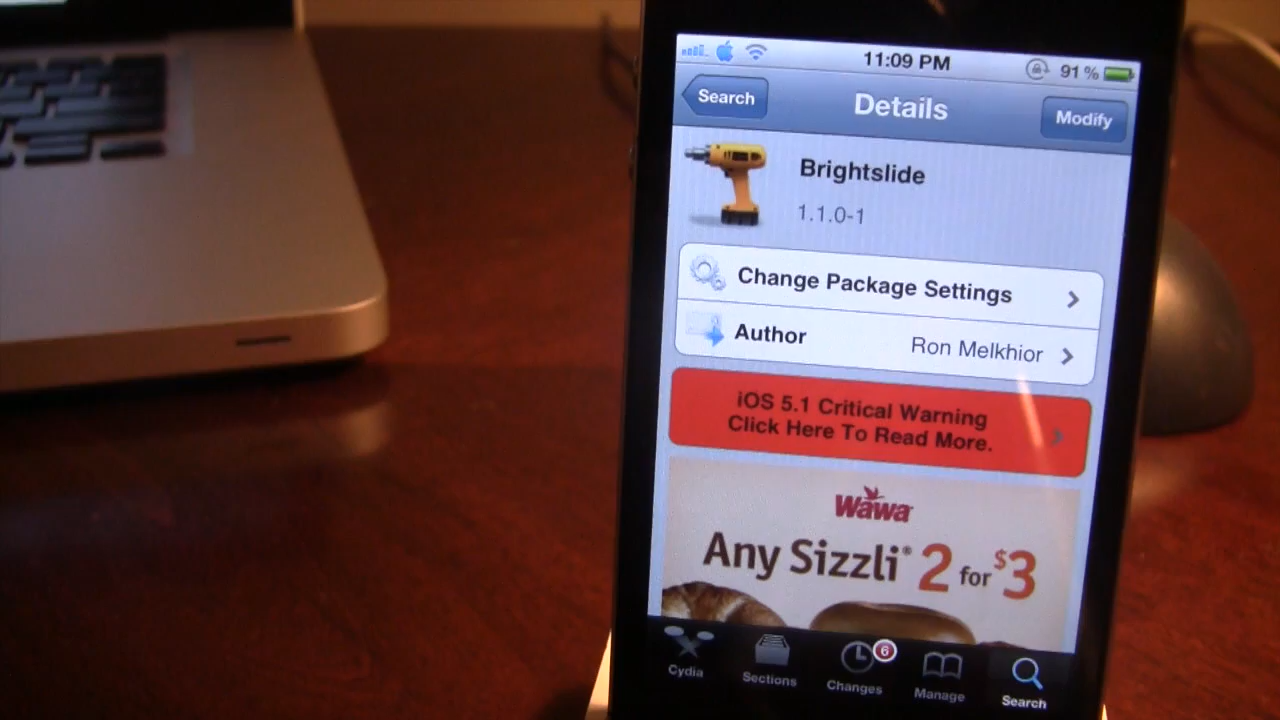 11:09 PM
91 %
Search
Details
Modify
Brightslide
1.1.0-1
Change Package Settings
Author
Ron Melkhior
iOS 5.1 Critical Warning
Click Here To Read More.
Wawa
Any Sizzli® 2 for $3
Cydia
Sections
Changes
6
Manage
Search